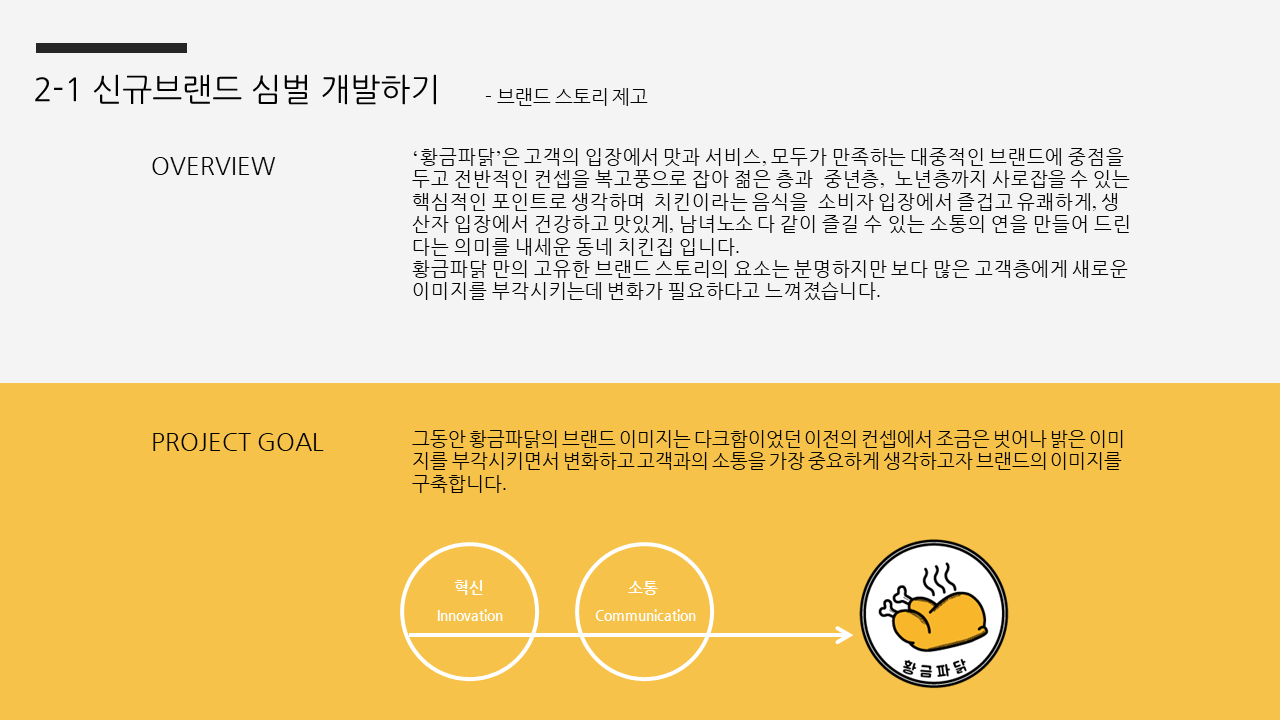 2-1 신규브랜드 심벌 개발하기
- 브랜드 스토리 제고
OVERVIEW
‘황금파닭’은 고객의 입장에서 맛과 서비스, 모두가 만족하는 대중적인 브랜드에 중점을
두고 전반적인 컨셉을 복고풍으로 잡아 젊은 층과 중년층, 노년층까지 사로잡을 수 있는
핵심적인 포인트로 생각하며 치킨이라는 음식을 소비자 입장에서 즐겁고 유쾌하게, 생
산자 입장에서 건강하고 맛있게, 남녀노소 다 같이 즐길 수 있는 소통의 연을 만들어 드린
다는 의미를 내세운 동네 치킨집 입니다.
황금파닭 만의 고유한 브랜드 스토리의 요소는 분명하지만 보다 많은 고객층에게 새로운
이미지를 부각시키는데 변화가 필요하다고 느껴졌습니다.
PROJECT GOAL
그동안 황금파닭의 브랜드 이미지는 다크함이었던 이전의 컨셉에서 조금은 벗어나 밝은 이미
지를 부각시키면서 변화하고 고객과의 소통을 가장 중요하게 생각하고자 브랜드의 이미지를
구축합니다.
혁신
Innovation
소통
Communication
황금파닭